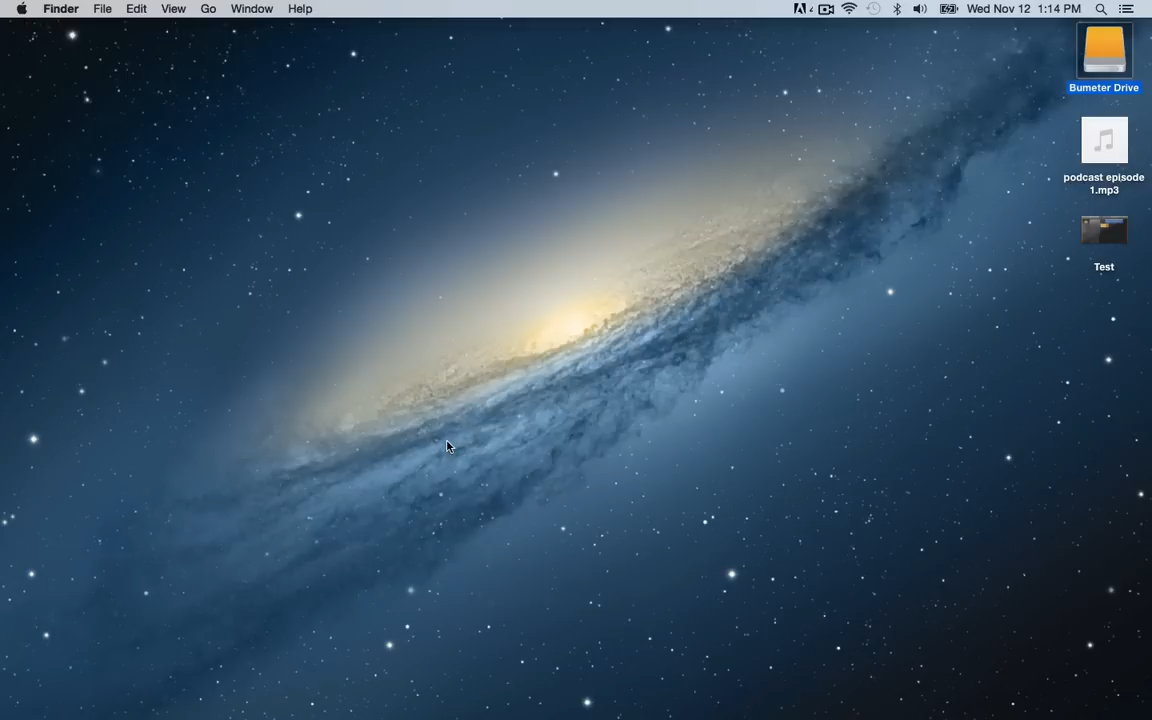 Finder File Edit View Go Window Help 4 Wed Nov 12 1:14 PM
Bumeter Drive
podcast episode
1.mp3
Test